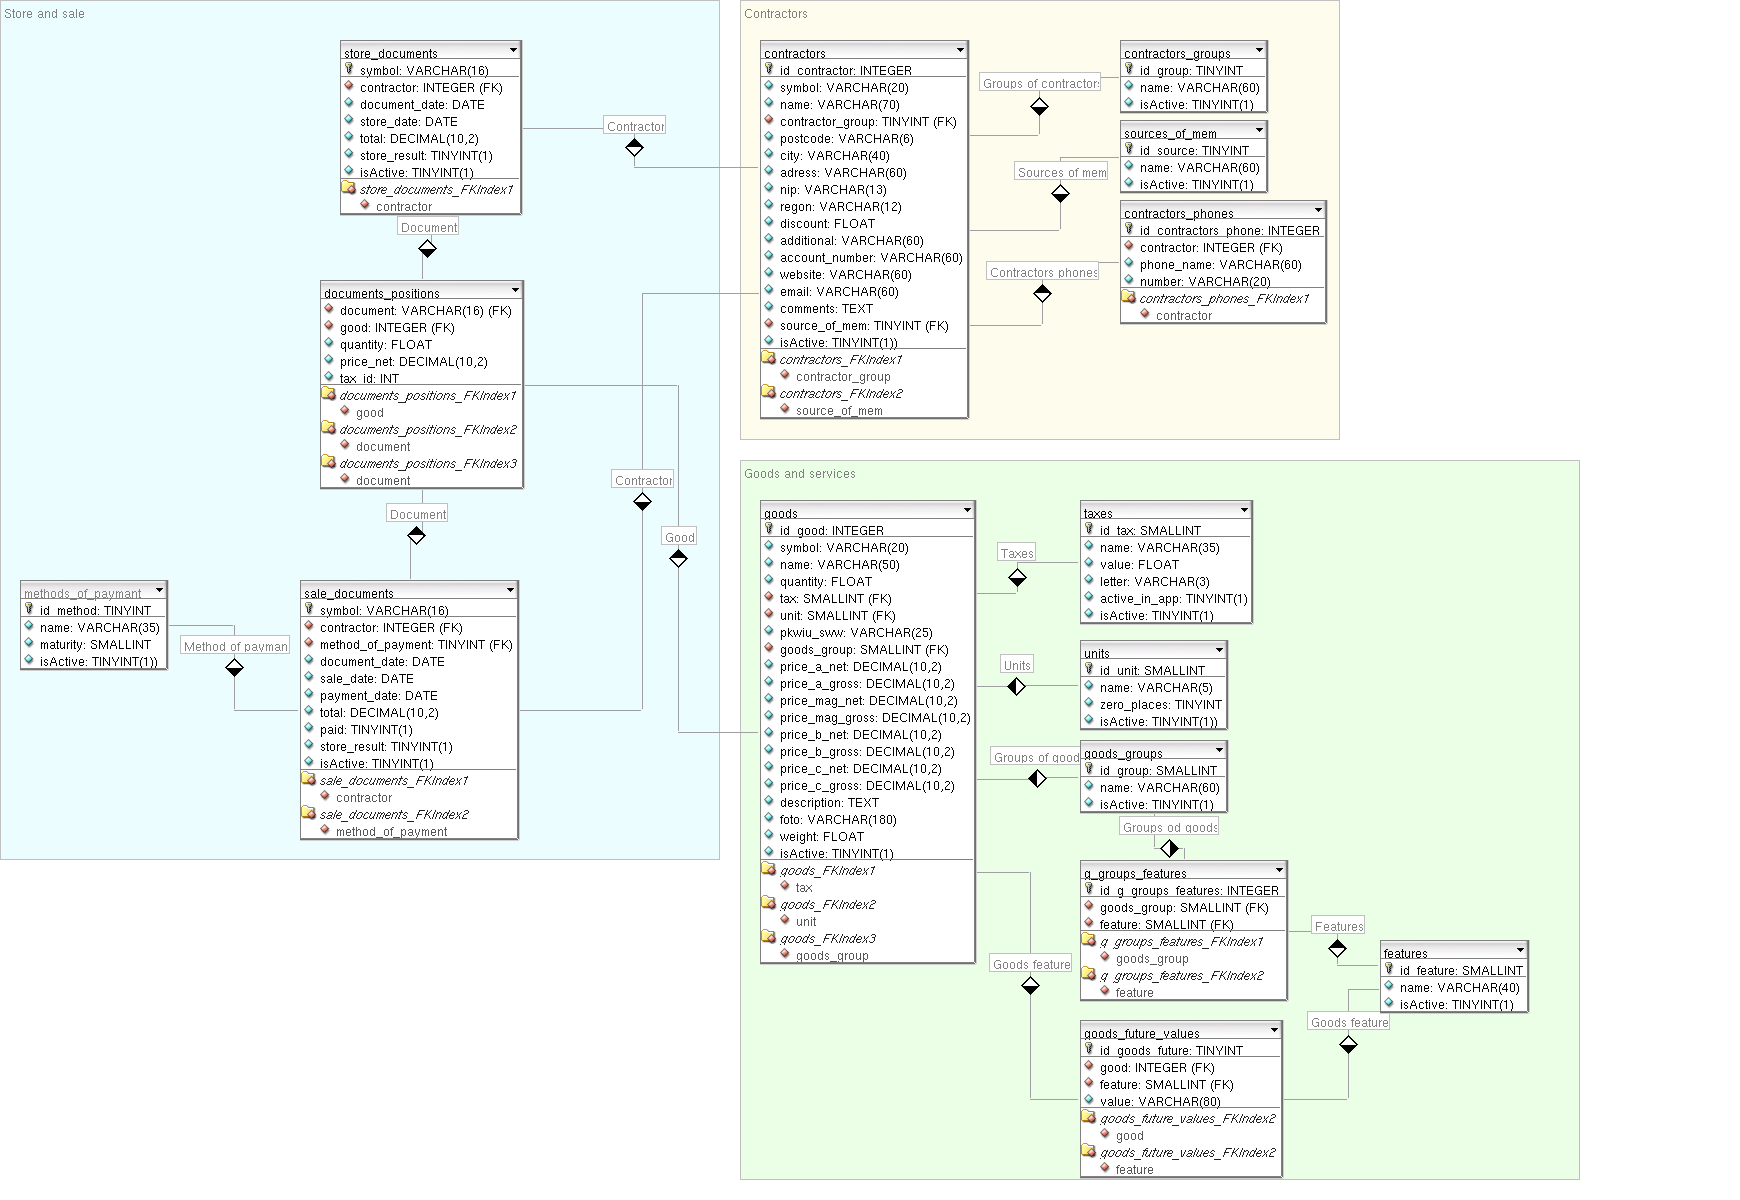 Store and sale
store_documents
symbol: VARCHAR(16)
contractor: INTEGER (FK)
document_date: DATE
store_date: DATE
total: DECIMAL(10,2)
store_result: TINYINT(1)
isActive: TINYINT(1)
store_documents_FKIndex1
contractor
Contractor
Document
documents_positions
document: VARCHAR(16) (FK)
good: INTEGER (FK)
quantity: FLOAT
price_net: DECIMAL(10,2)
tax_id: INT
documents_positions_FKIndex1
good
documents_positions_FKIndex2
document
documents_positions_FKIndex3
document
Document
Contractor
Good
methods_of_paymant
id_method: TINYINT
name: VARCHAR(35)
maturity: SMALLINT
isActive: TINYINT(1))
Method of payman
sale_documents
symbol: VARCHAR(16)
contractor: INTEGER (FK)
method_of_payment: TINYINT (FK)
document_date: DATE
sale_date: DATE
payment_date: DATE
total: DECIMAL(10,2)
paid: TINYINT(1)
store_result: TINYINT(1)
isActive: TINYINT(1)
sale_documents_FKIndex1
contractor
sale_documents_FKIndex2
method_of_payment
Contractors
contractors
id_contractor: INTEGER
symbol: VARCHAR(20)
name: VARCHAR(70)
contractor_group: TINYINT (FK)
postcode: VARCHAR(6)
city: VARCHAR(40)
adress: VARCHAR(60)
nip: VARCHAR(13)
regon: VARCHAR(12)
discount: FLOAT
additional: VARCHAR(60)
account_number: VARCHAR(60)
website: VARCHAR(60)
email: VARCHAR(60)
comments: TEXT
source_of_mem: TINYINT (FK)
isActive: TINYINT(1))
contractors_FKIndex1
contractor_group
contractors_FKIndex2
source_of_mem
Groups of contractors
Sources of mem
Contractors phones
contractors_groups
id_group: TINYINT
name: VARCHAR(60)
isActive: TINYINT(1)
sources_of_mem
id_source: TINYINT
name: VARCHAR(60)
isActive: TINYINT(1)
contractors_phones
id_contractors_phone: INTEGER
contractor: INTEGER (FK)
phone_name: VARCHAR(60)
number: VARCHAR(20)
contractors_phones_FKIndex1
contractor
Goods and services
goods
id_good: INTEGER
symbol: VARCHAR(20)
name: VARCHAR(50)
quantity: FLOAT
tax: SMALLINT (FK)
unit: SMALLINT (FK)
pkwiu_sww: VARCHAR(25)
goods_group: SMALLINT (FK)
price_a_net: DECIMAL(10,2)
price_a_gross: DECIMAL(10,2)
price_mag_net: DECIMAL(10,2)
price_mag_gross: DECIMAL(10,2)
price_b_net: DECIMAL(10,2)
price_b_gross: DECIMAL(10,2)
price_c_net: DECIMAL(10,2)
price_c_gross: DECIMAL(10,2)
description: TEXT
foto: VARCHAR(180)
weight: FLOAT
isActive: TINYINT(1)
goods_FKIndex1
tax
goods_FKIndex2
unit
goods_FKIndex3
goods_group
Taxes
Units
Groups of good
Goods feature
taxes
id_tax: SMALLINT
name: VARCHAR(35)
value: FLOAT
letter: VARCHAR(3)
active_in_app: TINYINT(1)
isActive: TINYINT(1)
units
id_unit: SMALLINT
name: VARCHAR(5)
zero_places: TINYINT
isActive: TINYINT(1))
goods_groups
id_group: SMALLINT
name: VARCHAR(60)
isActive: TINYINT(1)
Groups od goods
g_groups_features
id_g_groups_features: INTEGER
goods_group: SMALLINT (FK)
feature: SMALLINT (FK)
g_groups_features_FKIndex1
goods_group
g_groups_features_FKIndex2
feature
Features
features
id_feature: SMALLINT
name: VARCHAR(40)
isActive: TINYINT(1)
Goods feature
goods_future_values
id_goods_future: TINYINT
good: INTEGER (FK)
feature: SMALLINT (FK)
value: VARCHAR(80)
goods_future_values_FKIndex2
good
goods_future_values_FKIndex2
feature